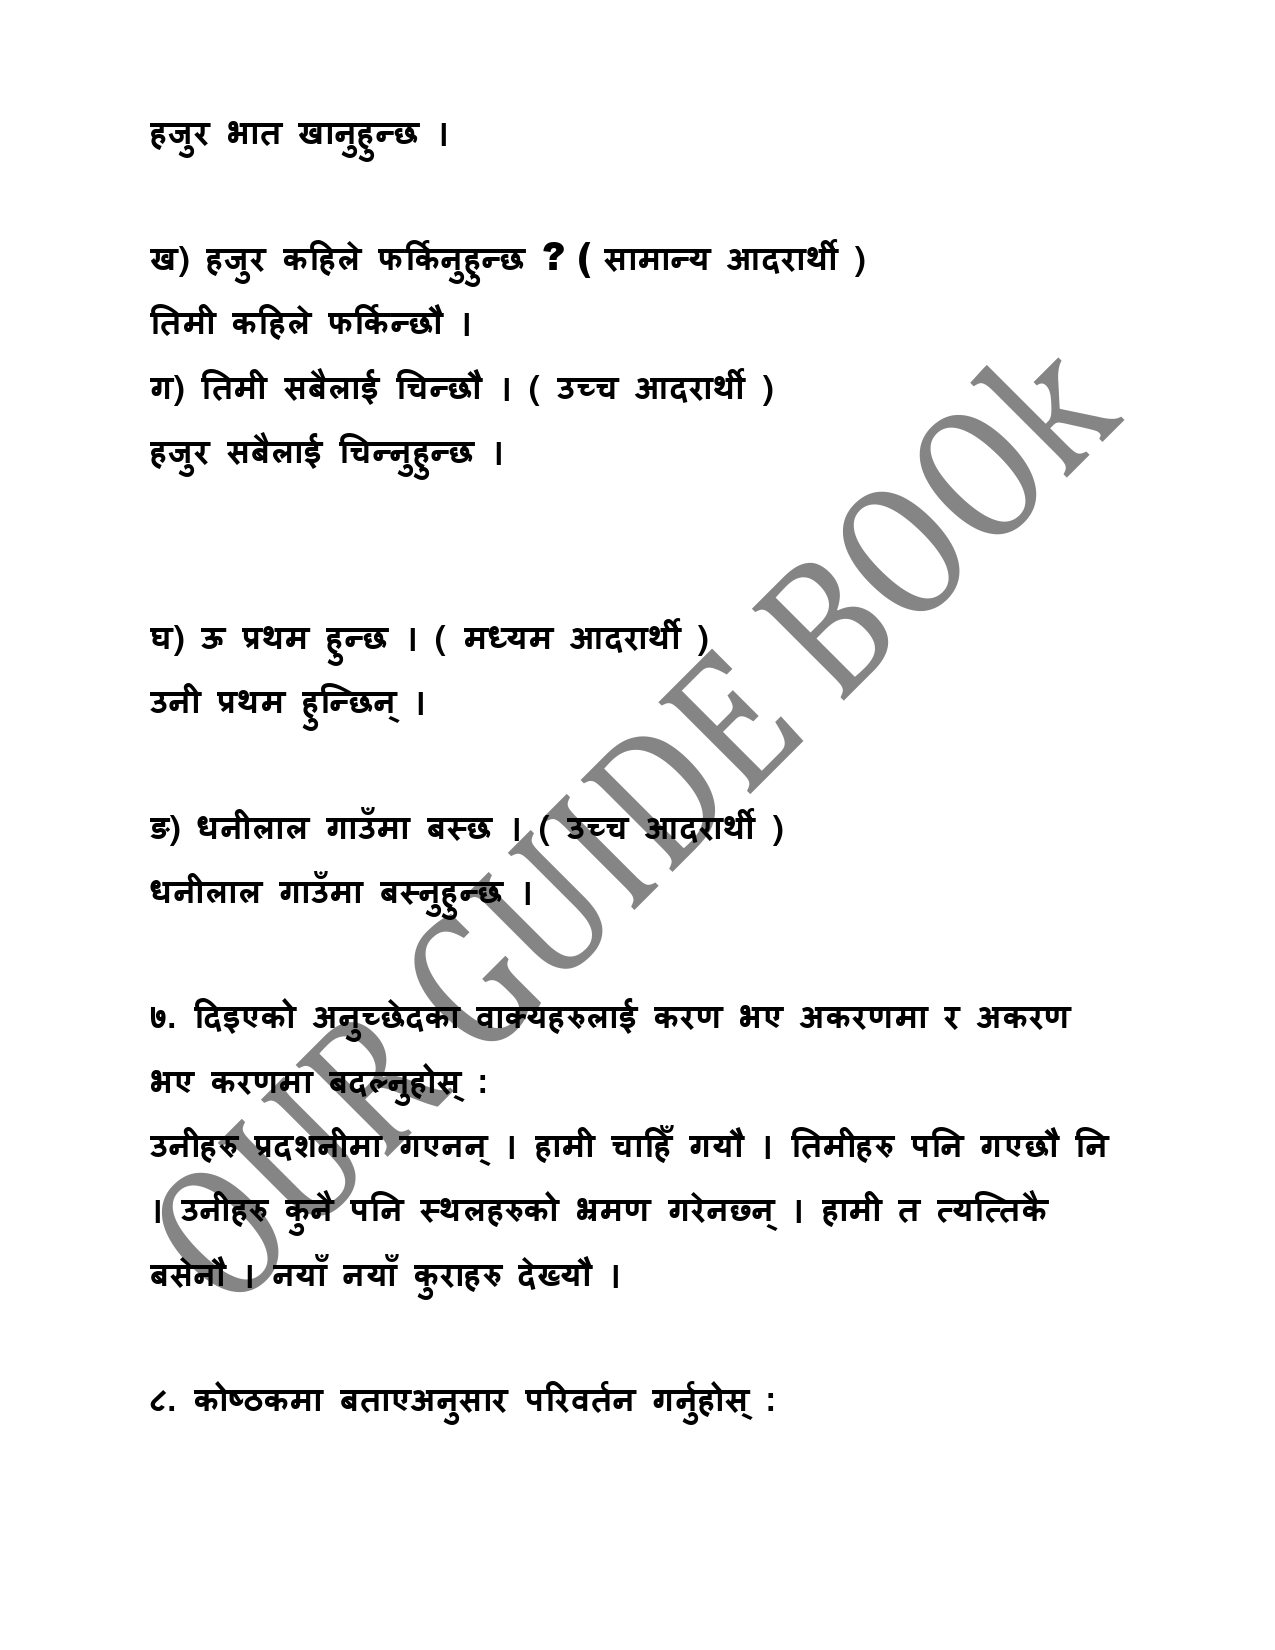 हजुर भात खानुहुन्छ ।
ख) हजुर कहिले फर्किनुहुन्छ ? ( सामान्य आदरार्थी )
तिमी कहिले फर्किन्छौ ।
ग) तिमी सबैलाई चिन्छौ । ( उच्च आदरार्थी )
हजुर सबैलाई चिन्नुहुन्छ ।
घ) ऊ प्रथम हुन्छ । ( मध्यम आदरार्थी )
उनी प्रथम हुन्छिन् ।
ङ) धनीलाल गाउँमा बस्छ । ( उच्च आदरार्थी )
धनीलाल गाउँमा बस्नुहुन्छ ।
७. दिइएको अनुच्छेदका वाक्यहरुलाई करण भए अकरणमा र अकरण
भए करणमा बदल्नुहोस् :
उनीहरु प्रदशनीमा गएनन् । हामी चाहिँ गयौ । तिमीहरु पनि गएछौ नि
। उनीहरु कुनै पनि स्थलहरुको भ्रमण गरेनछन् । हामी त त्यत्तिकै
बसेनौ । नयाँ नयाँ कुराहरु देख्यौ ।
८. कोष्ठकमा बताएअनुसार परिवर्तन गर्नुहोस् :
OUR GUIDE BOOk